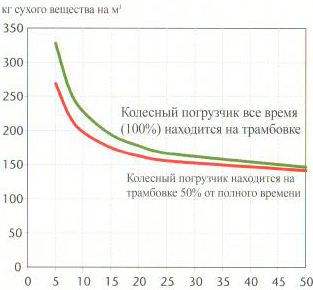 кг сухого вещества на м³
350
300
250
200
150
100
50
0
Колесный погрузчик все время
(100%) находится на трамбовке
Колесный погрузчик находится на
трамбовке 50% от полного времени
0 5 10 15 20 25 30 35 40 45 50